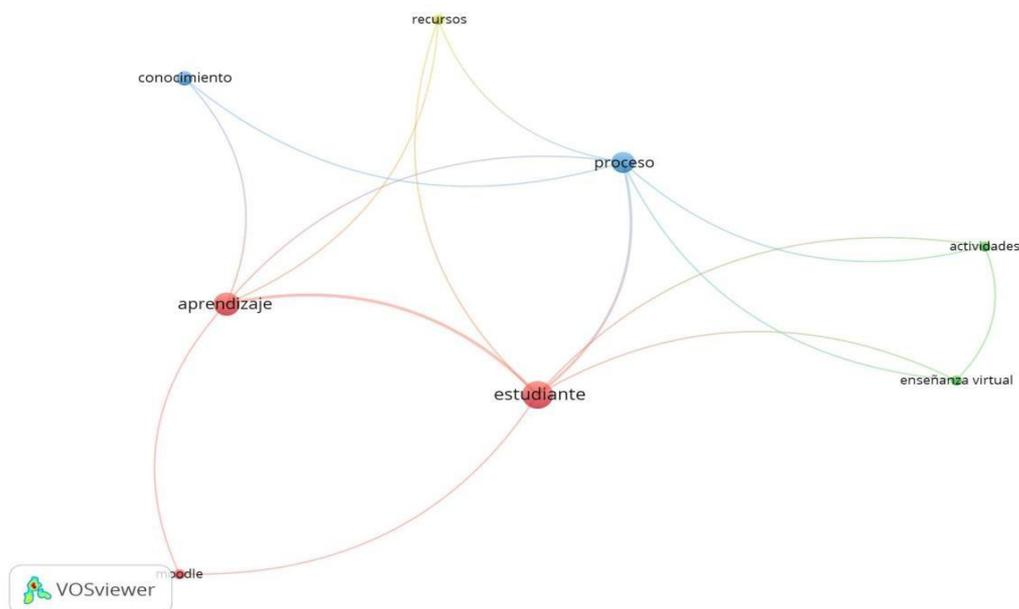 recursos
conocimiento
proceso
actividades
aprendizaje
enseñanza virtual
estudiante
moodle
VOSviewer